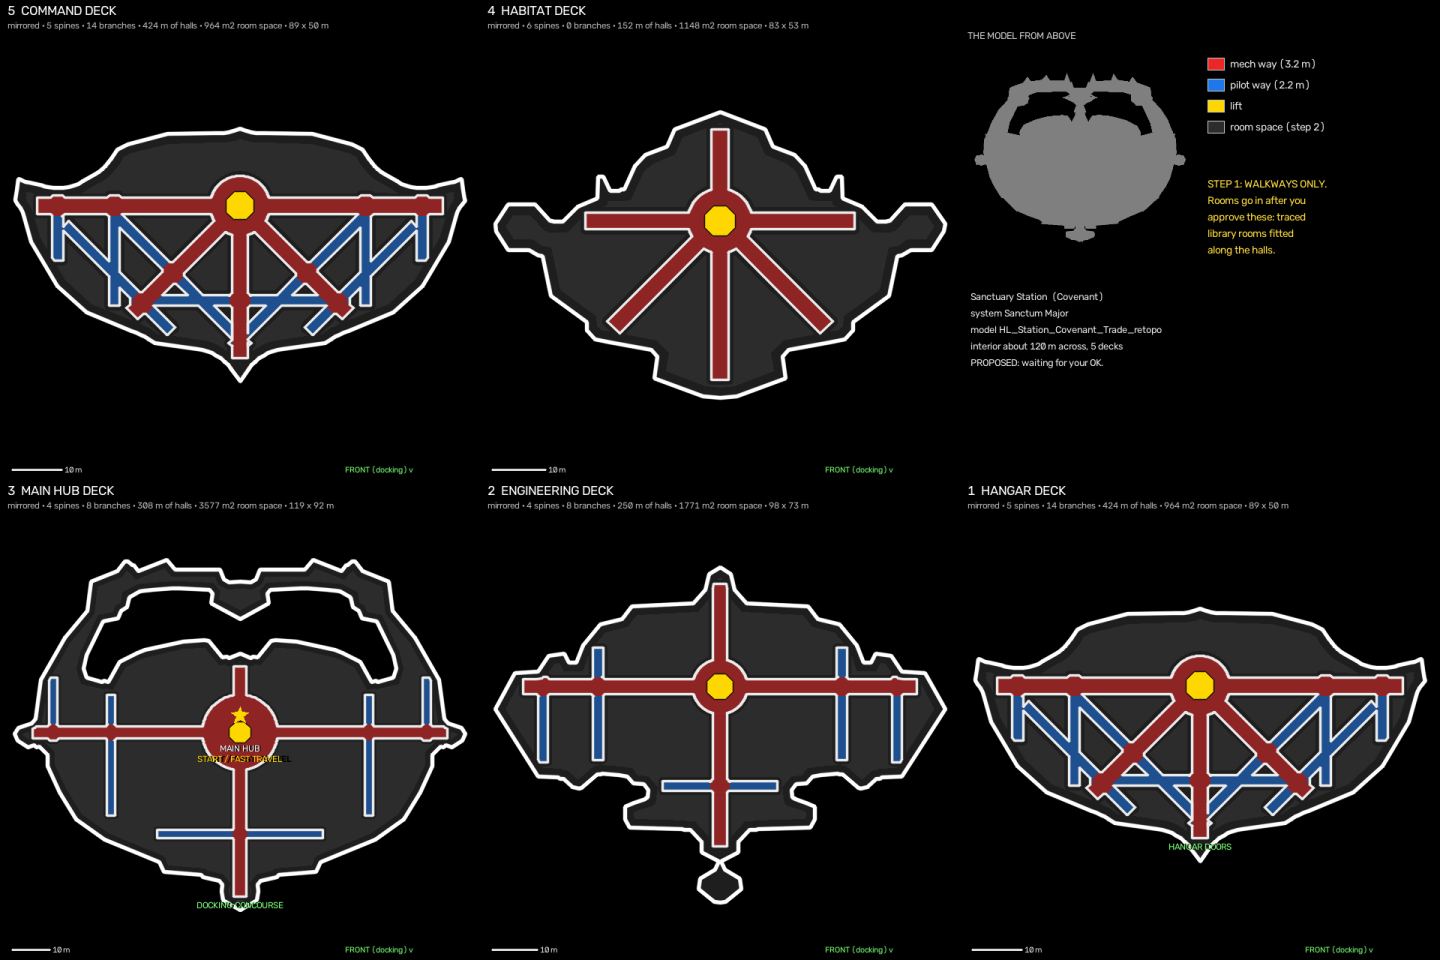 5 COMMAND DECK
mirrored • 5 spines • 14 branches • 424 m of halls • 964 m2 room space • 89 x 50 m
10 m
FRONT (docking) v
4 HABITAT DECK
mirrored • 6 spines • 0 branches • 152 m of halls • 1148 m2 room space • 83 x 53 m
10 m
FRONT (docking) v
THE MODEL FROM ABOVE
mech way (3.2 m)
pilot way (2.2 m)
lift
room space (step 2)
STEP 1: WALKWAYS ONLY.
Rooms go in after you
approve these: traced
library rooms fitted
along the halls.
Sanctuary Station (Covenant)
system Sanctum Major
model HL_Station_Covenant_Trade_retopo
interior about 120 m across, 5 decks
PROPOSED: waiting for your OK.
3 MAIN HUB DECK
mirrored • 4 spines • 8 branches • 308 m of halls • 3577 m2 room space • 119 x 92 m
MAIN HUB
START / FAST TRAVEL
DOCKING CONCOURSE
10 m
FRONT (docking) v
2 ENGINEERING DECK
mirrored • 4 spines • 8 branches • 250 m of halls • 1771 m2 room space • 98 x 73 m
10 m
FRONT (docking) v
1 HANGAR DECK
mirrored • 5 spines • 14 branches • 424 m of halls • 964 m2 room space • 89 x 50 m
HANGAR DOORS
10 m
FRONT (docking) v